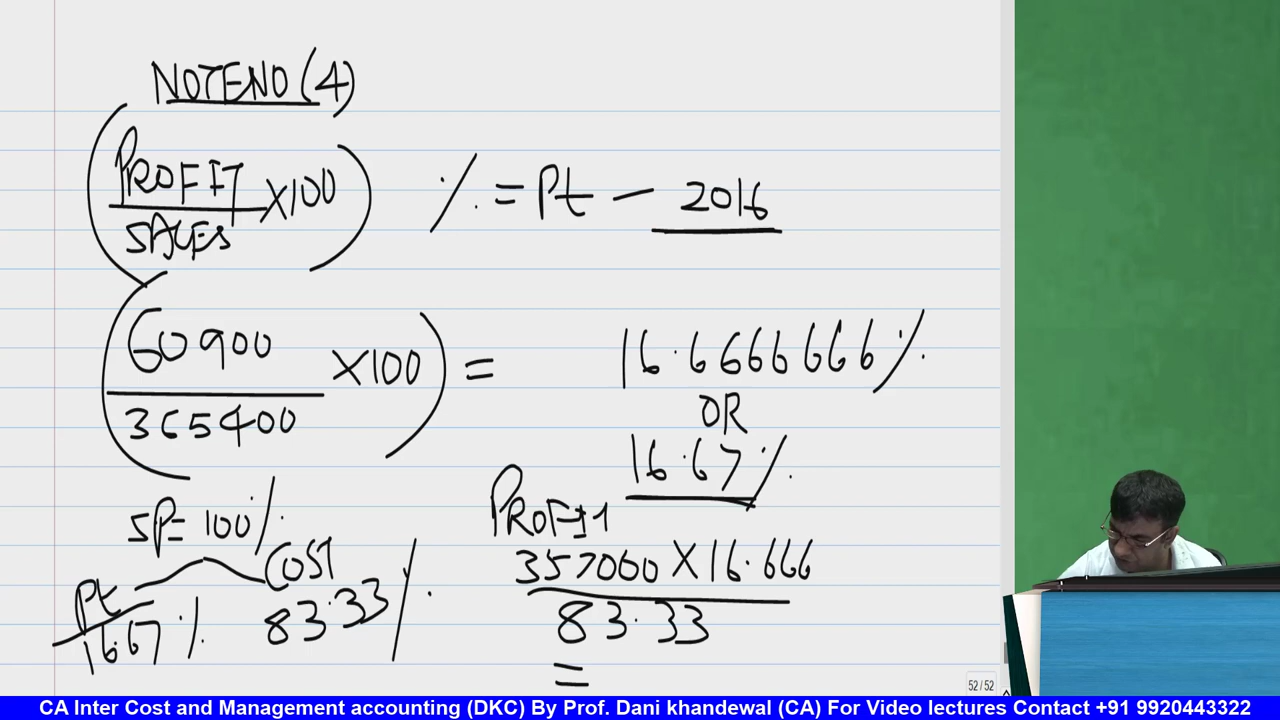 NOTE NO (4)
PROFIT
SALES
X100
% = Pt — 2016
60900
365400
X100
= 16.6666666%
OR
16.67%
SP = 100%
Pt
16.67%
COST
83.33%
PROFIT
357000 X 16.666
83.33
=
52/52
CA Inter Cost and Management accounting (DKC) By Prof. Dani khandewal (CA) For Video lectures Contact +91 9920443322